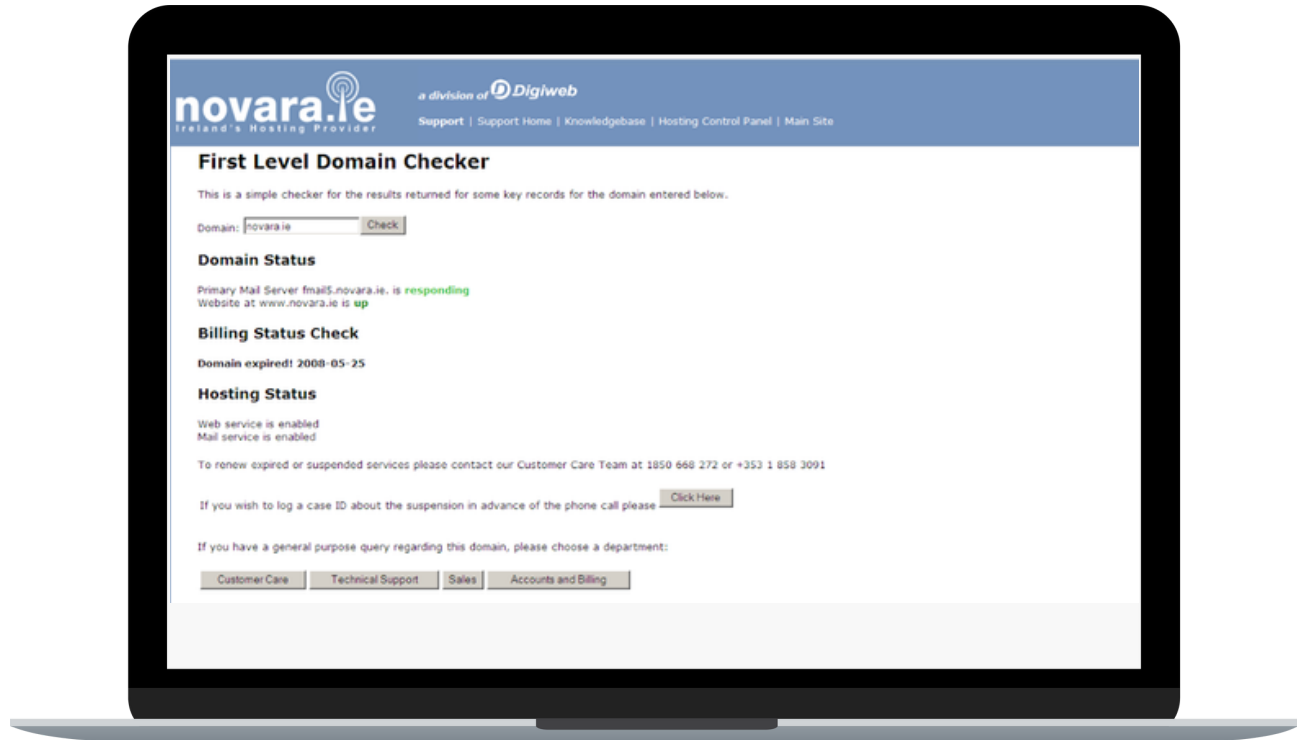 novara.ie
Ireland's Hosting Provider
a division of Digiweb
Support | Support Home | Knowledgebase | Hosting Control Panel | Main Site
First Level Domain Checker
This is a simple checker for the results returned for some key records for the domain entered below.
Domain: novara.ie Check
Domain Status
Primary Mail Server fmail5.novara.ie. is responding
Website at www.novara.ie is up
Billing Status Check
Domain expired! 2008-05-25
Hosting Status
Web service is enabled
Mail service is enabled
To renew expired or suspended services please contact our Customer Care Team at 1850 668 272 or +353 1 858 3091
If you wish to log a case ID about the suspension in advance of the phone call please Click Here
If you have a general purpose query regarding this domain, please choose a department:
Customer Care Technical Support Sales Accounts and Billing